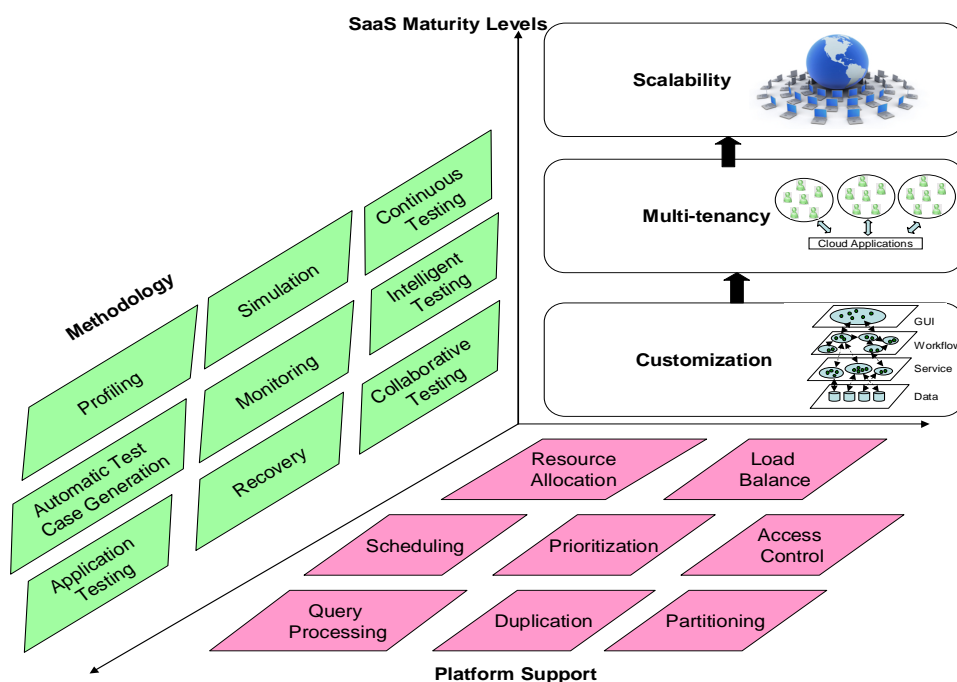 SaaS Maturity Levels
Scalability
Multi-tenancy
Cloud Applications
Customization
GUI
Workflow
Service
Data
Methodology
Continuous
Testing
Simulation
Intelligent
Testing
Profiling
Monitoring
Collaborative
Testing
Automatic Test
Case Generation
Recovery
Application
Testing
Resource
Allocation
Load
Balance
Scheduling
Prioritization
Access
Control
Query
Processing
Duplication
Partitioning
Platform Support